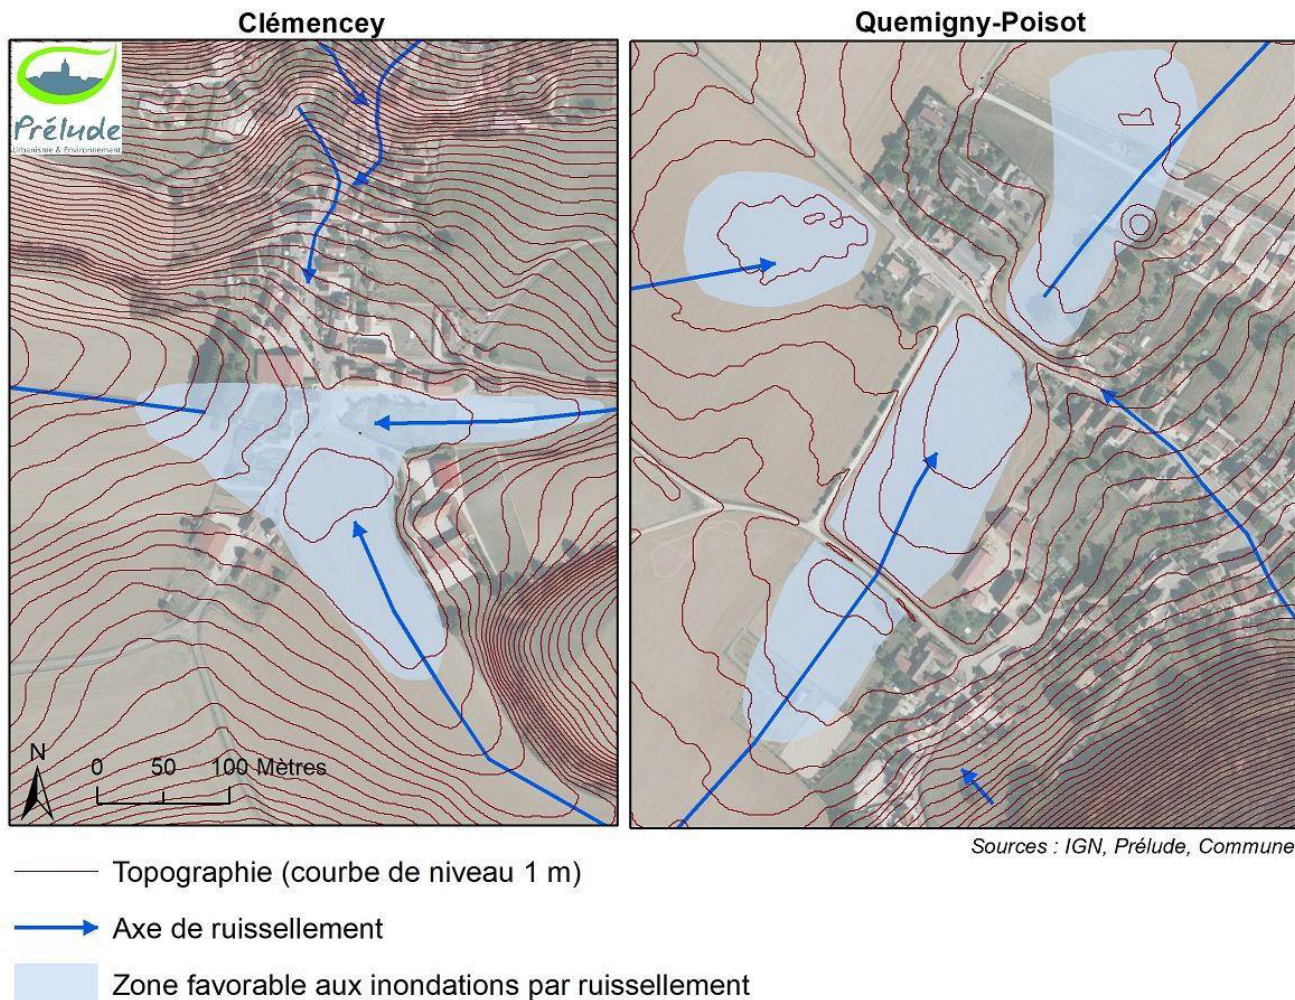 Clémencey
Quemigny-Poisot
Prélude
Urbanisme & Environnement
N
0 50 100 Mètres
Sources : IGN, Prélude, Commune
Topographie (courbe de niveau 1 m)
Axe de ruissellement
Zone favorable aux inondations par ruissellement